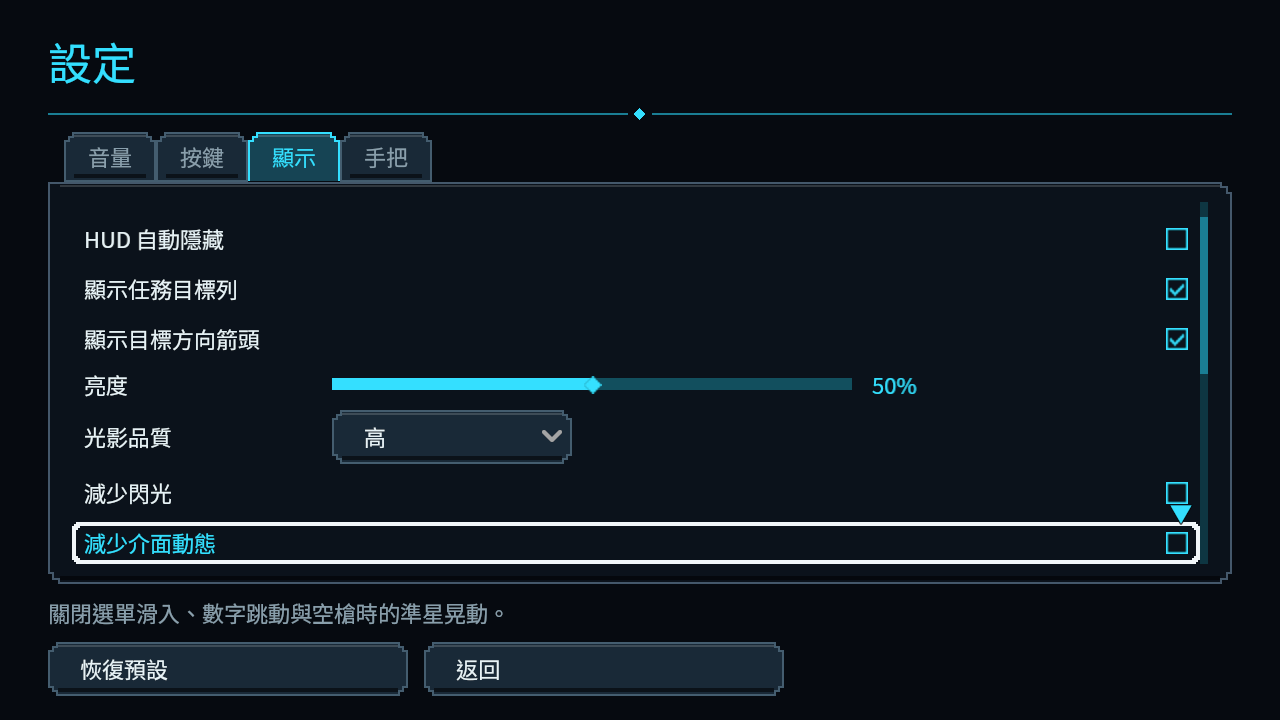 設定
音量
按鍵
顯示
手把
HUD 自動隱藏
顯示任務目標列
顯示目標方向箭頭
亮度 50%
光影品質 高
減少閃光
減少介面動態
關閉選單滑入、數字跳動與空槍時的準星晃動。
恢復預設
返回